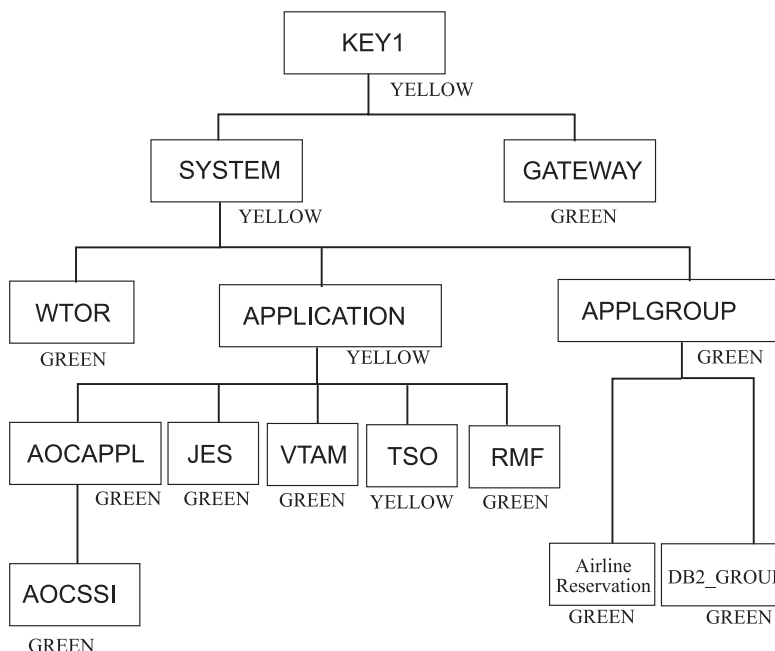 KEY1
YELLOW
SYSTEM
GATEWAY
YELLOW
GREEN
WTOR
APPLICATION
APPLGROUP
GREEN
YELLOW
GREEN
AOCAPPL
JES
VTAM
TSO
RMF
GREEN
GREEN
GREEN
YELLOW
GREEN
AOCSSI
Airline
Reservation
DB2_GROUP
GREEN
GREEN
GREEN